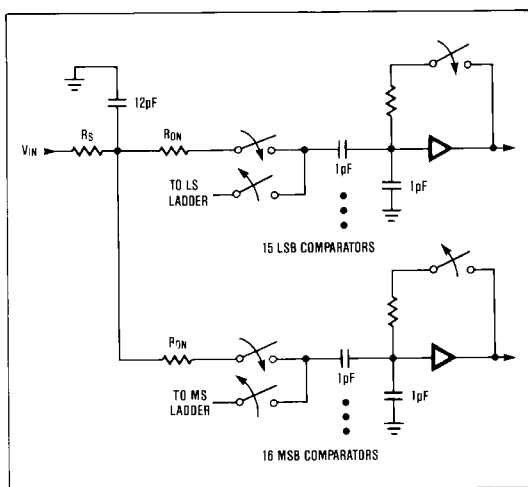 12pF
VIN
RS
RON
TO LS
LADDER
1pF
1pF
15 LSB COMPARATORS
RON
TO MS
LADDER
1pF
1pF
16 MSB COMPARATORS